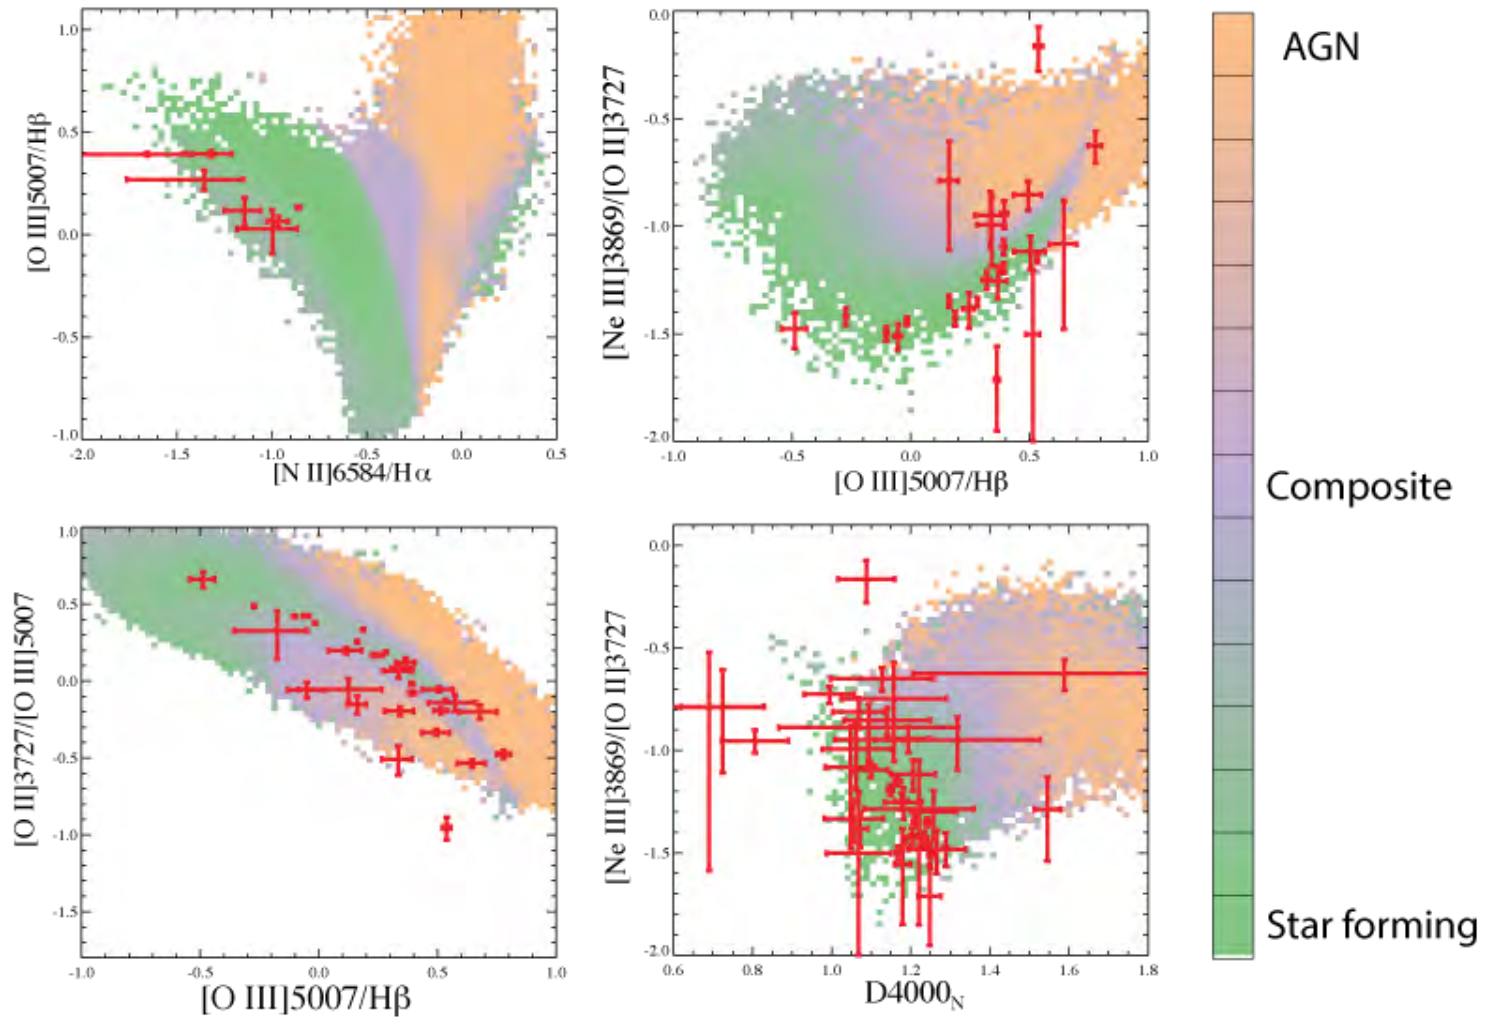 1.0
0.5
0.0
-0.5
-1.0
[O III]5007/Hβ
-2.0 -1.5 -1.0 -0.5 0.0 0.5
[N II]6584/Hα
0.0
-0.5
-1.0
-1.5
-2.0
[Ne III]3869/[O II]3727
-1.0 -0.5 0.0 0.5 1.0
[O III]5007/Hβ
1.0
0.5
0.0
-0.5
-1.0
-1.5
[O II]3727/[O III]5007
-1.0 -0.5 0.0 0.5 1.0
[O III]5007/Hβ
0.0
-0.5
-1.0
-1.5
-2.0
[Ne III]3869/[O II]3727
0.6 0.8 1.0 1.2 1.4 1.6 1.8
D4000N
AGN
Composite
Star forming